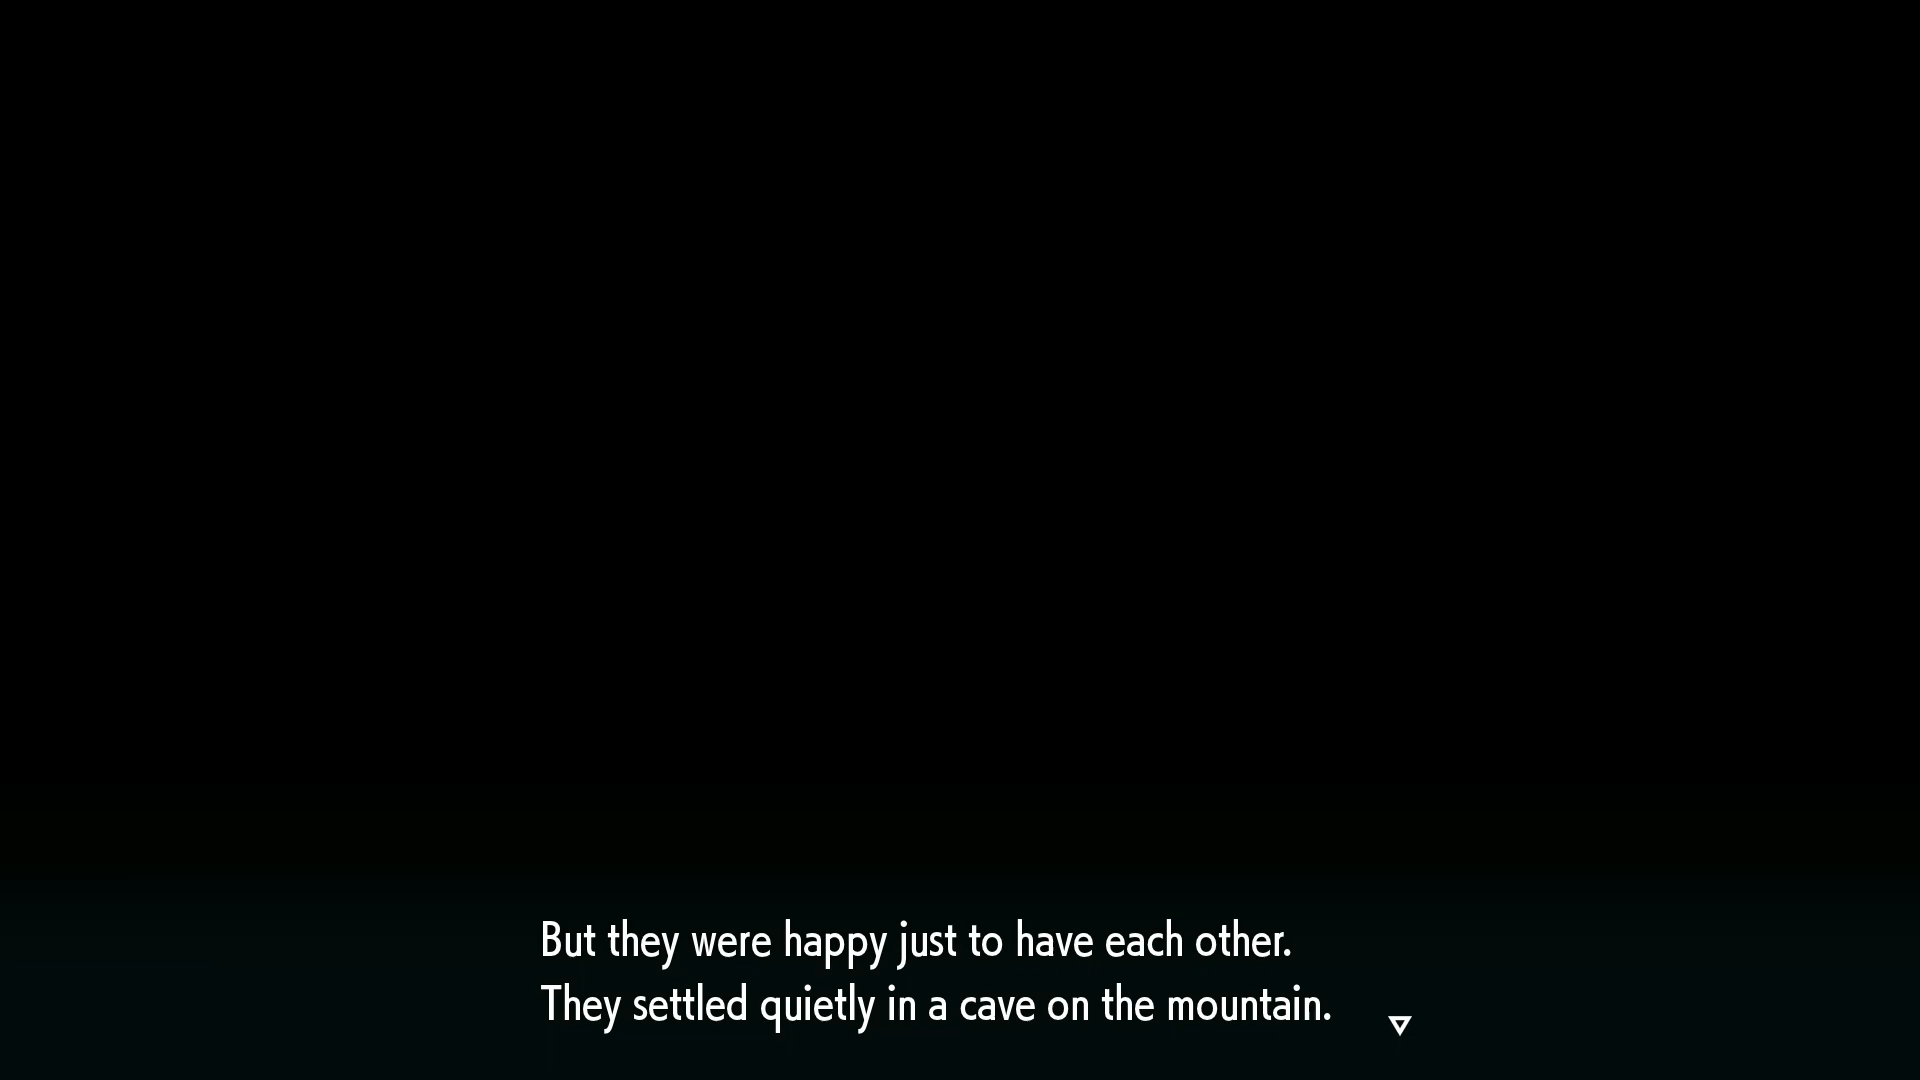 But they were happy just to have each other.
They settled quietly in a cave on the mountain.